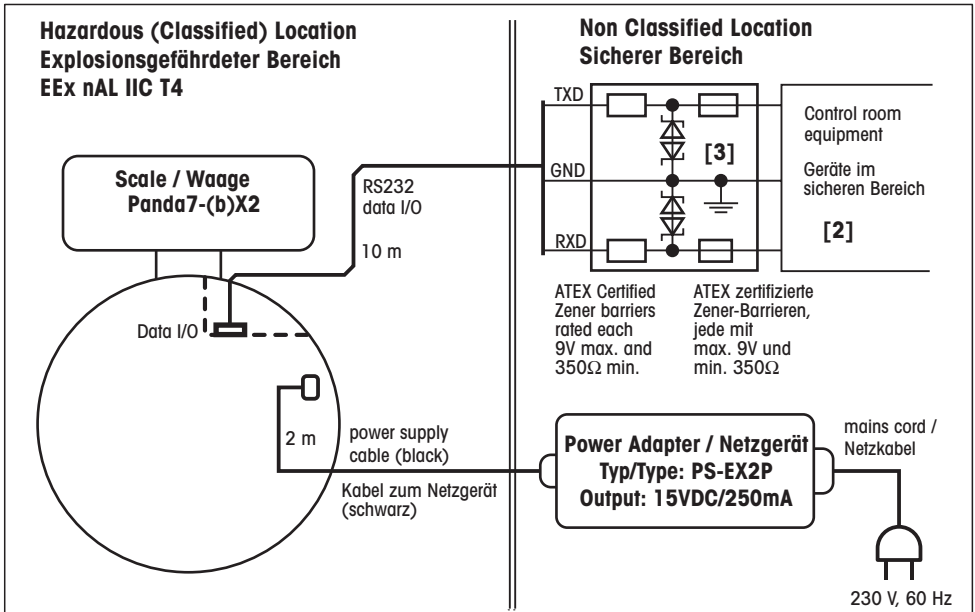 Hazardous (Classified) Location
Explosionsgefährdeter Bereich
EEx nAL IIC T4
Non Classified Location
Sicherer Bereich
TXD
GND
RXD
[3]
Control room
equipment
Geräte im
sicheren Bereich
[2]
Scale / Waage
Panda7-(b)X2
RS232
data I/O
10 m
Data I/O
ATEX Certified
Zener barriers
rated each
9V max. and
350Ω min.
ATEX zertifizierte
Zener-Barrieren,
jede mit
max. 9V und
min. 350Ω
2 m
power supply
cable (black)
Kabel zum Netzgerät
(schwarz)
Power Adapter / Netzgerät
Typ/Type: PS-EX2P
Output: 15VDC/250mA
mains cord /
Netzkabel
230 V, 60 Hz